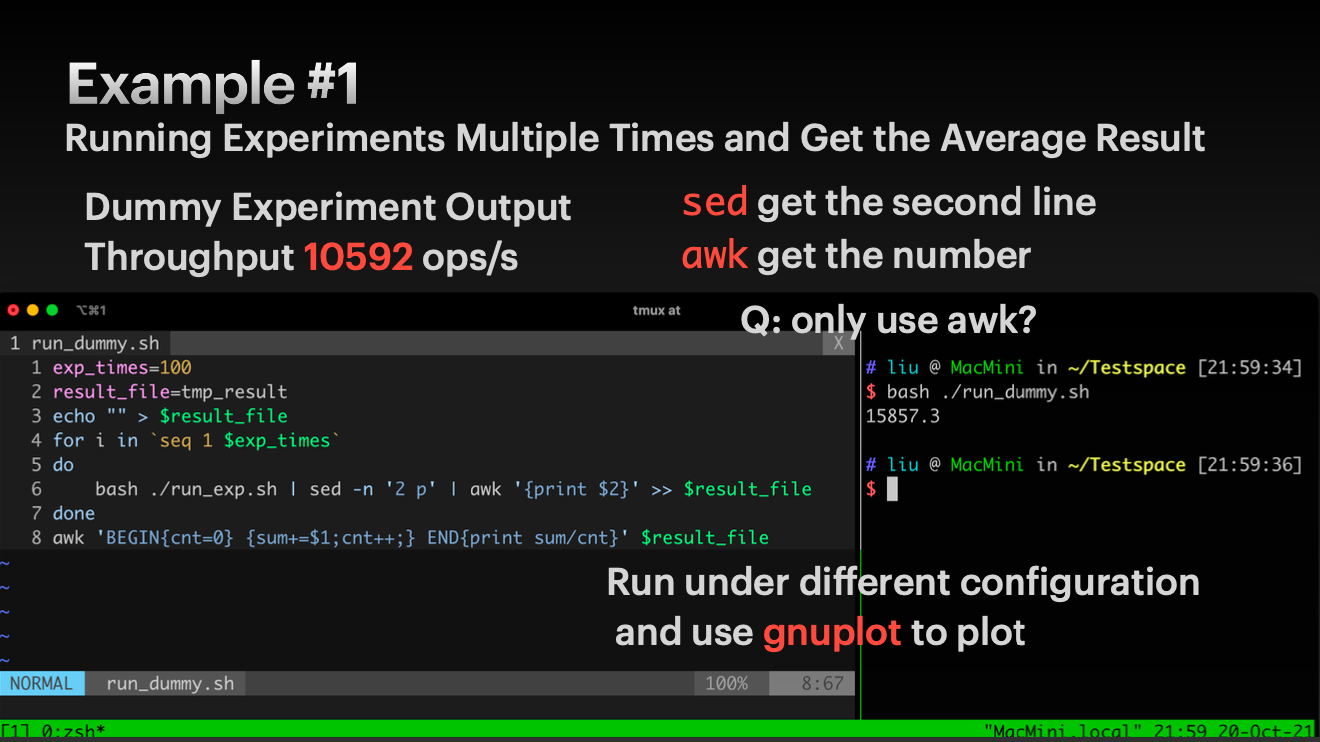 Example #1
Running Experiments Multiple Times and Get the Average Result
Dummy Experiment Output
Throughput 10592 ops/s
sed get the second line
awk get the number
⌥⌘1
tmux at
Q: only use awk?
1 run_dummy.sh X
1 exp_times=100
2 result_file=tmp_result
3 echo "" > $result_file
4 for i in `seq 1 $exp_times`
5 do
6 bash ./run_exp.sh | sed -n '2 p' | awk '{print $2}' >> $result_file
7 done
8 awk 'BEGIN{cnt=0} {sum+=$1;cnt++;} END{print sum/cnt}' $result_file
~
~
~
~
~
NORMAL run_dummy.sh 100% 8:67
# liu @ MacMini in ~/Testspace [21:59:34]
$ bash ./run_dummy.sh
15857.3
# liu @ MacMini in ~/Testspace [21:59:36]
$
Run under different configuration
and use gnuplot to plot
[1] 0:zsh* "MacMini.local" 21:59 20-Oct-21